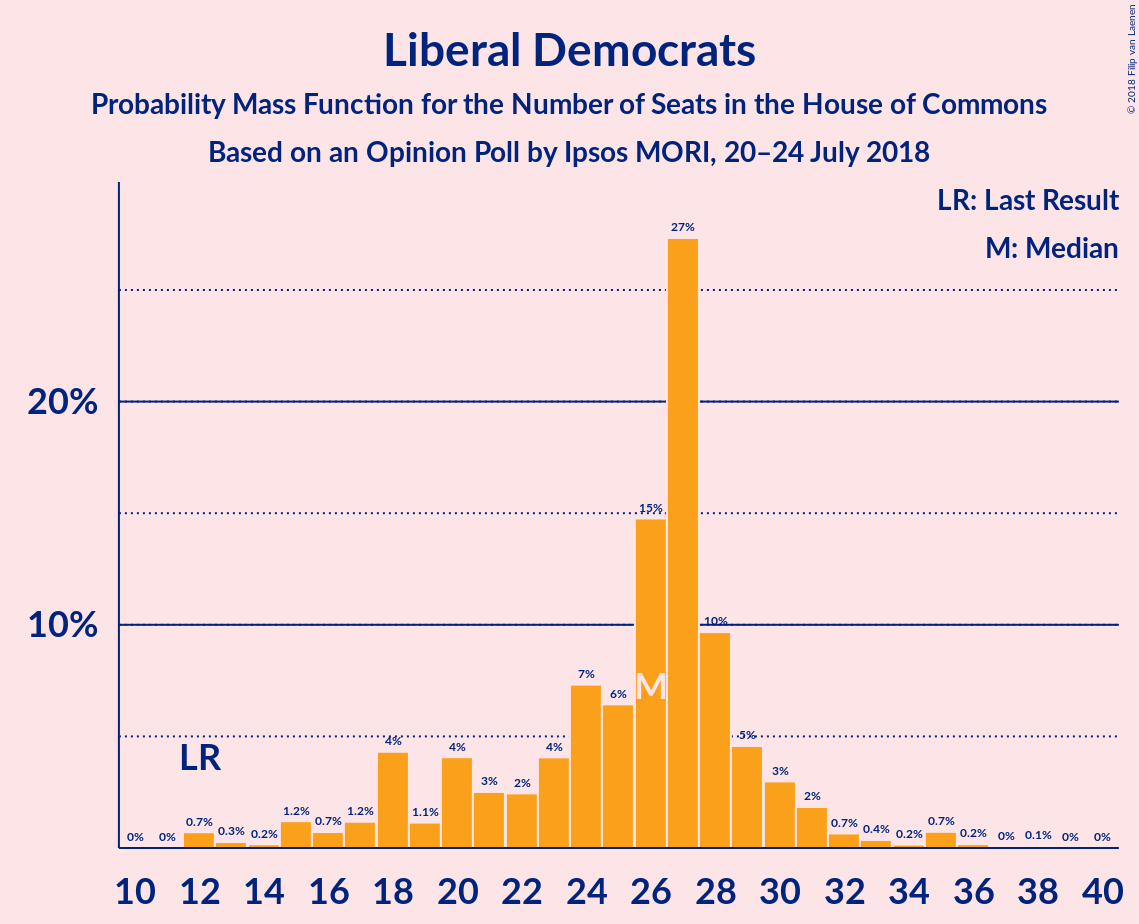 Liberal Democrats
Probability Mass Function for the Number of Seats in the House of Commons
Based on an Opinion Poll by Ipsos MORI, 20–24 July 2018
© 2018 Filip van Laenen
LR: Last Result
M: Median
20%
10%
0% 0% 0.7% 0.3% 0.2% 1.2% 0.7% 1.2% 4% 1.1% 4% 3% 2% 4% 7% 6% 15% 27% 10% 5% 3% 2% 0.7% 0.4% 0.2% 0.7% 0.2% 0% 0.1% 0% 0%
LR
M
10 12 14 16 18 20 22 24 26 28 30 32 34 36 38 40